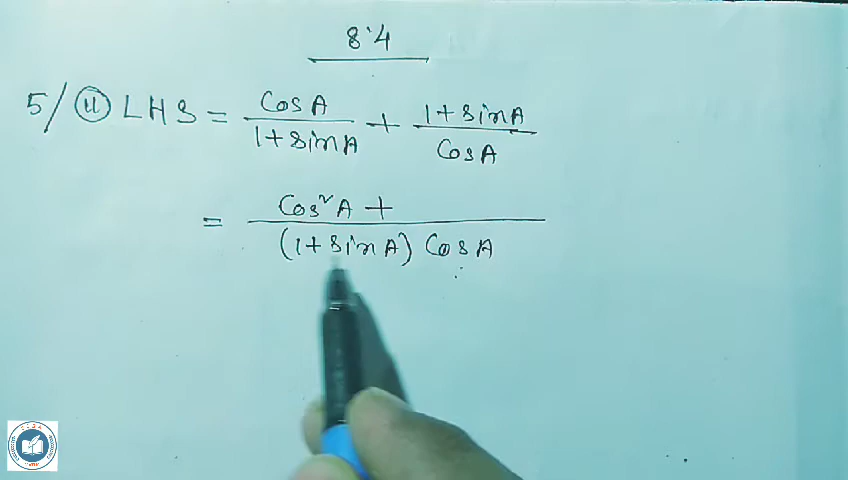 8.4
5/ (ii) LHS = CosA / 1+sinA + 1+sinA / CosA
= Cos²A + / (1+sinA) CosA